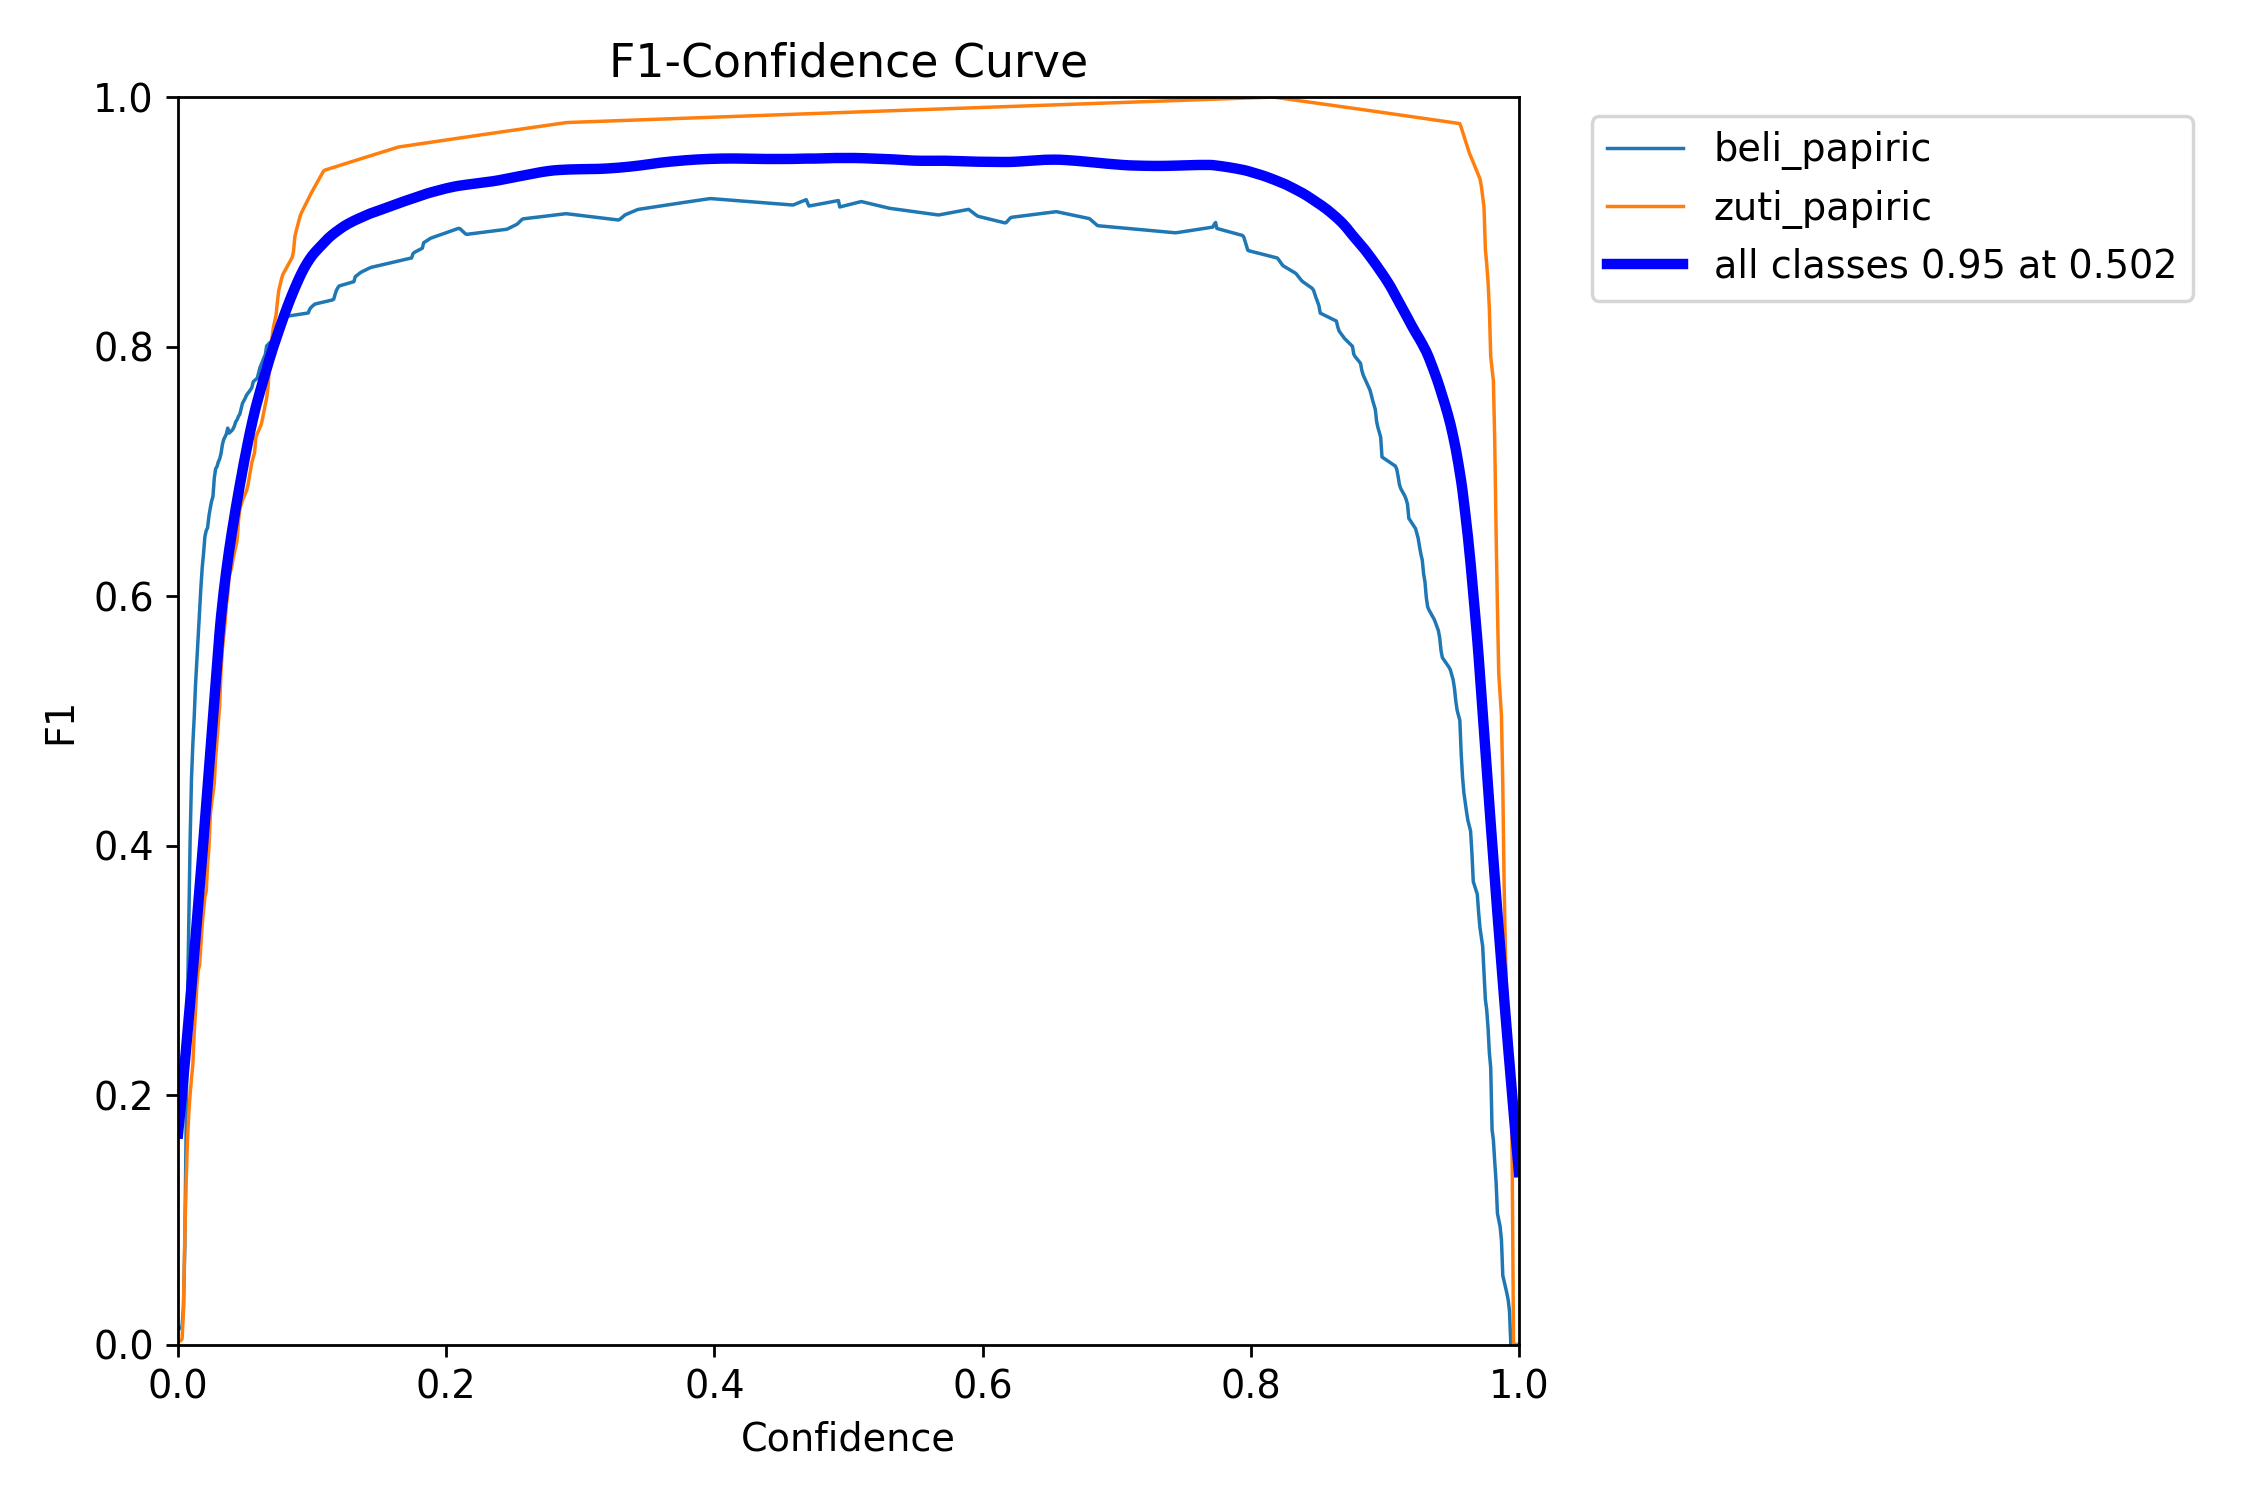 F1-Confidence Curve
1.0
0.8
0.6
0.4
0.2
0.0
F1
0.0 0.2 0.4 0.6 0.8 1.0
Confidence
beli_papiric
zuti_papiric
all classes 0.95 at 0.502